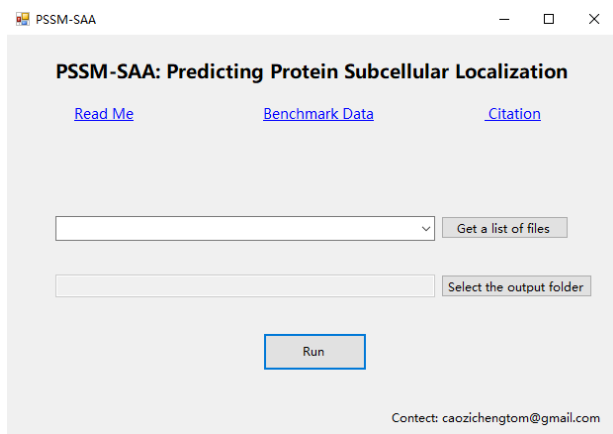 PSSM-SAA
PSSM-SAA: Predicting Protein Subcellular Localization
Read Me Benchmark Data Citation
Get a list of files
Select the output folder
Run
Contect: caozichengtom@gmail.com